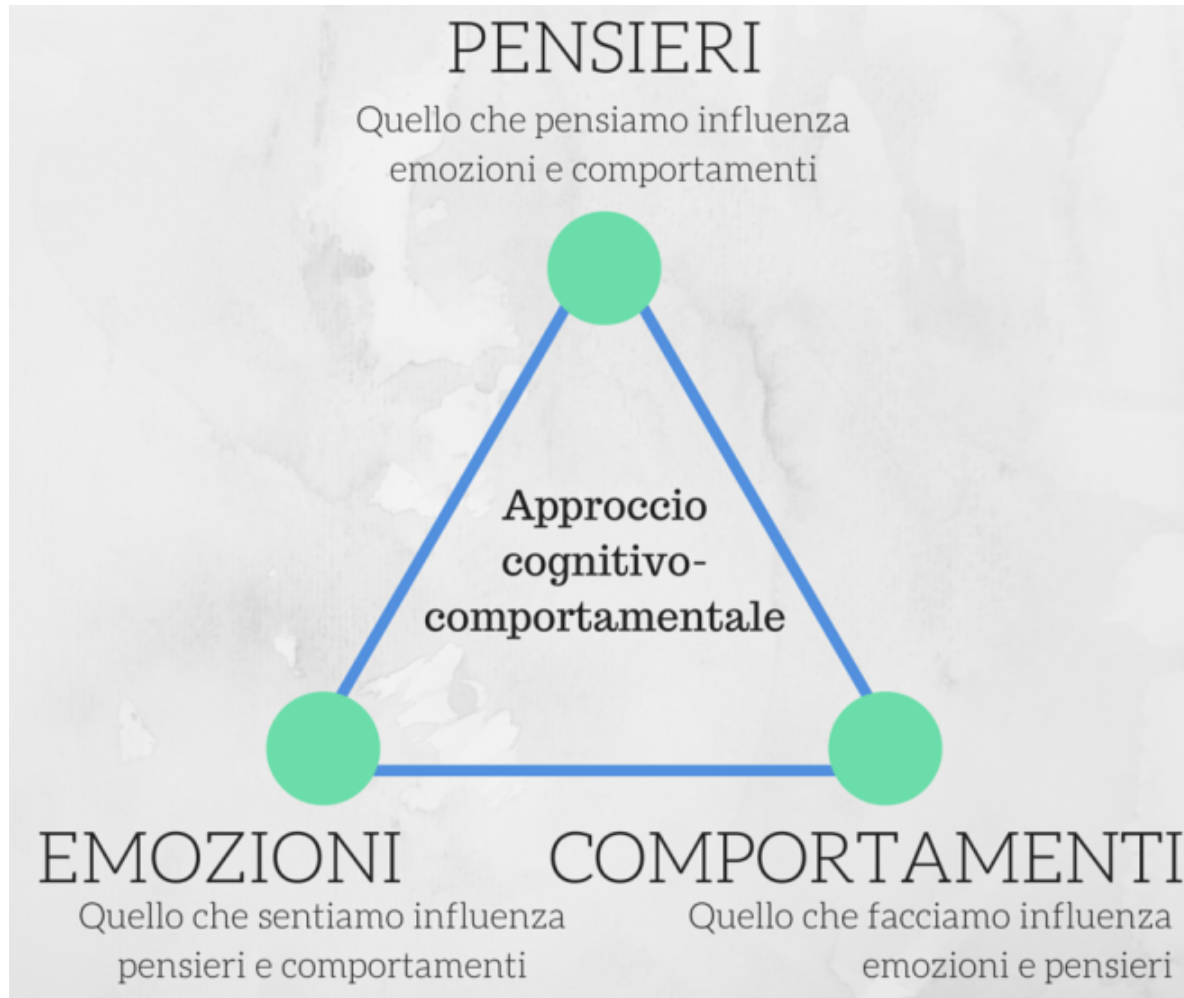 PENSIERI
Quello che pensiamo influenza
emozioni e comportamenti
Approccio
cognitivo-
comportamentale
EMOZIONI
Quello che sentiamo influenza
pensieri e comportamenti
COMPORTAMENTI
Quello che facciamo influenza
emozioni e pensieri